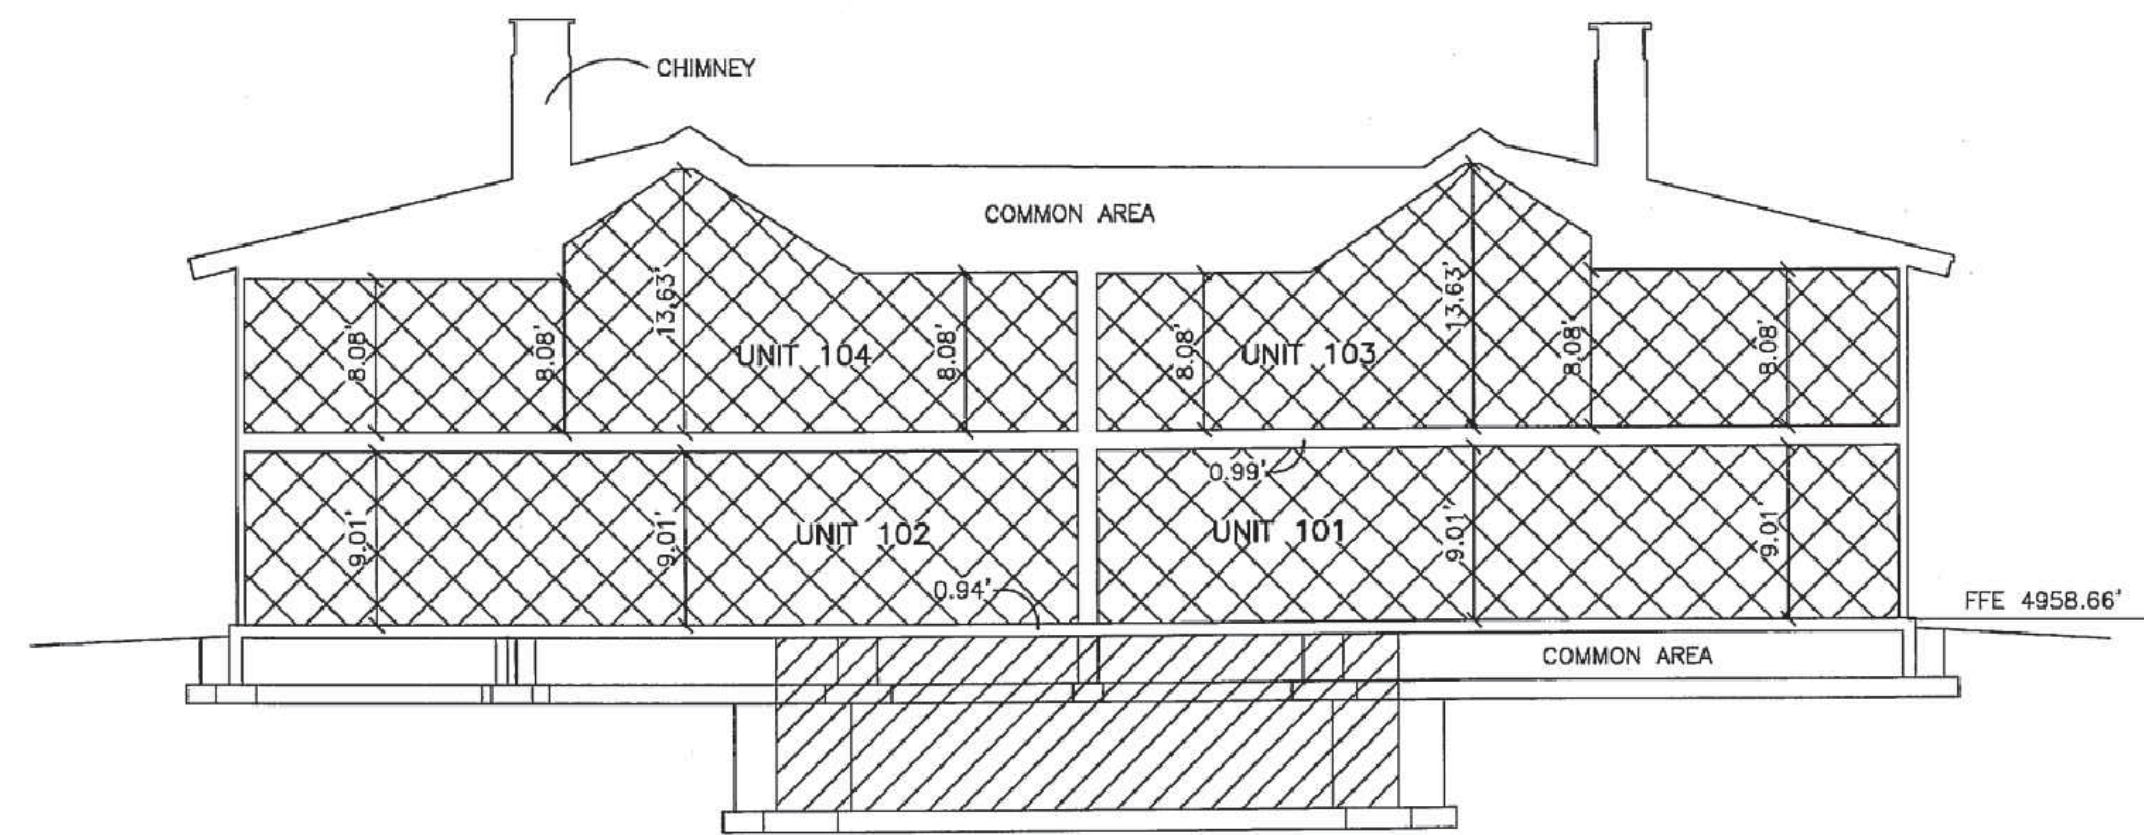 CHIMNEY
COMMON AREA
8.08'
8.08'
13.63'
UNIT 104
8.08'
8.08'
UNIT 103
13.63'
8.08'
8.08'
0.99'
9.01'
9.01'
UNIT 102
0.94'
UNIT 101
9.01'
9.01'
FFE 4958.66'
COMMON AREA